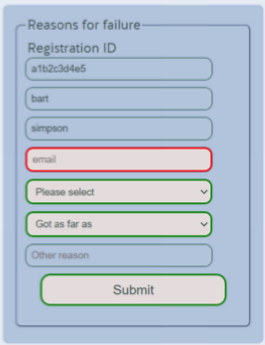 Reasons for failure
Registration ID
a1b2c3d4e5
bart
simpson
email
Please select
Got as far as
Other reason
Submit